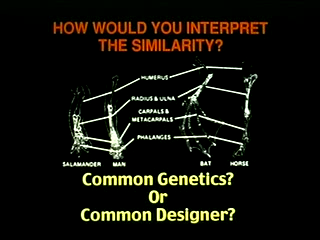 HOW WOULD YOU INTERPRET
THE SIMILARITY?
HUMERUS
RADIUS & ULNA
CARPALS &
METACARPALS
PHALANGES
SALAMANDER MAN BAT HORSE
Common Genetics?
Or
Common Designer?